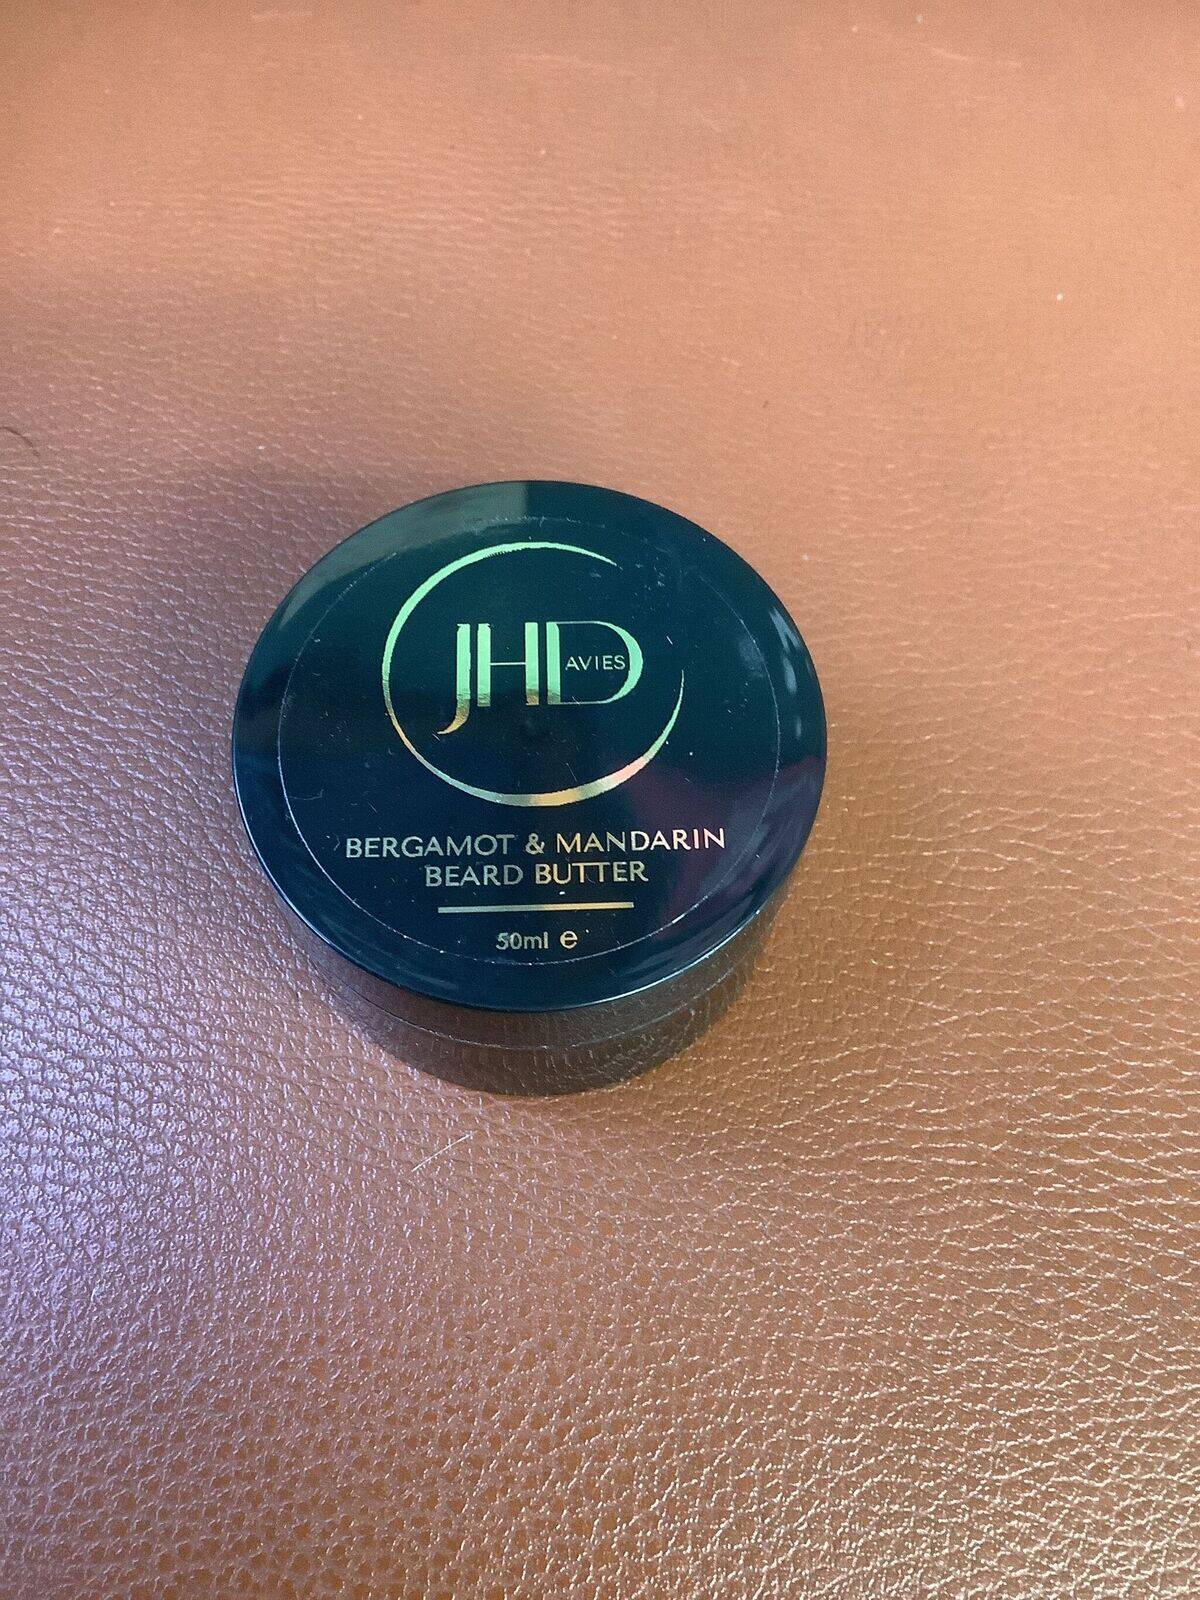 JHDAVIES
BERGAMOT & MANDARIN
BEARD BUTTER
50ml e